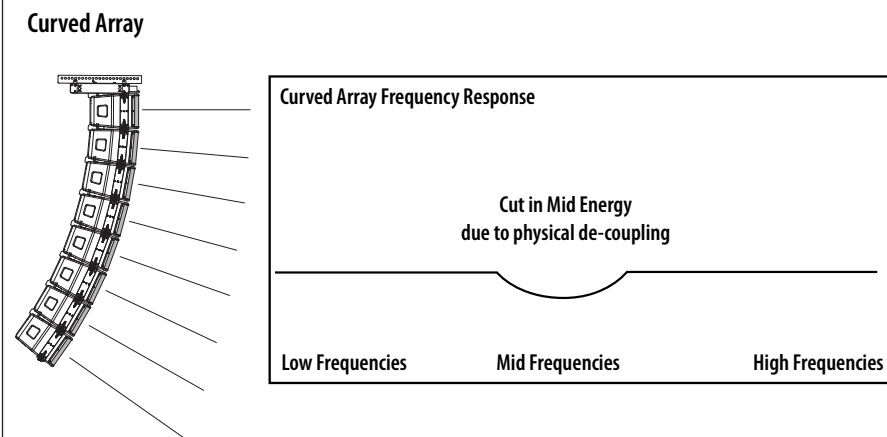 Curved Array
Curved Array Frequency Response
Cut in Mid Energy
due to physical de-coupling
Low Frequencies
Mid Frequencies
High Frequencies